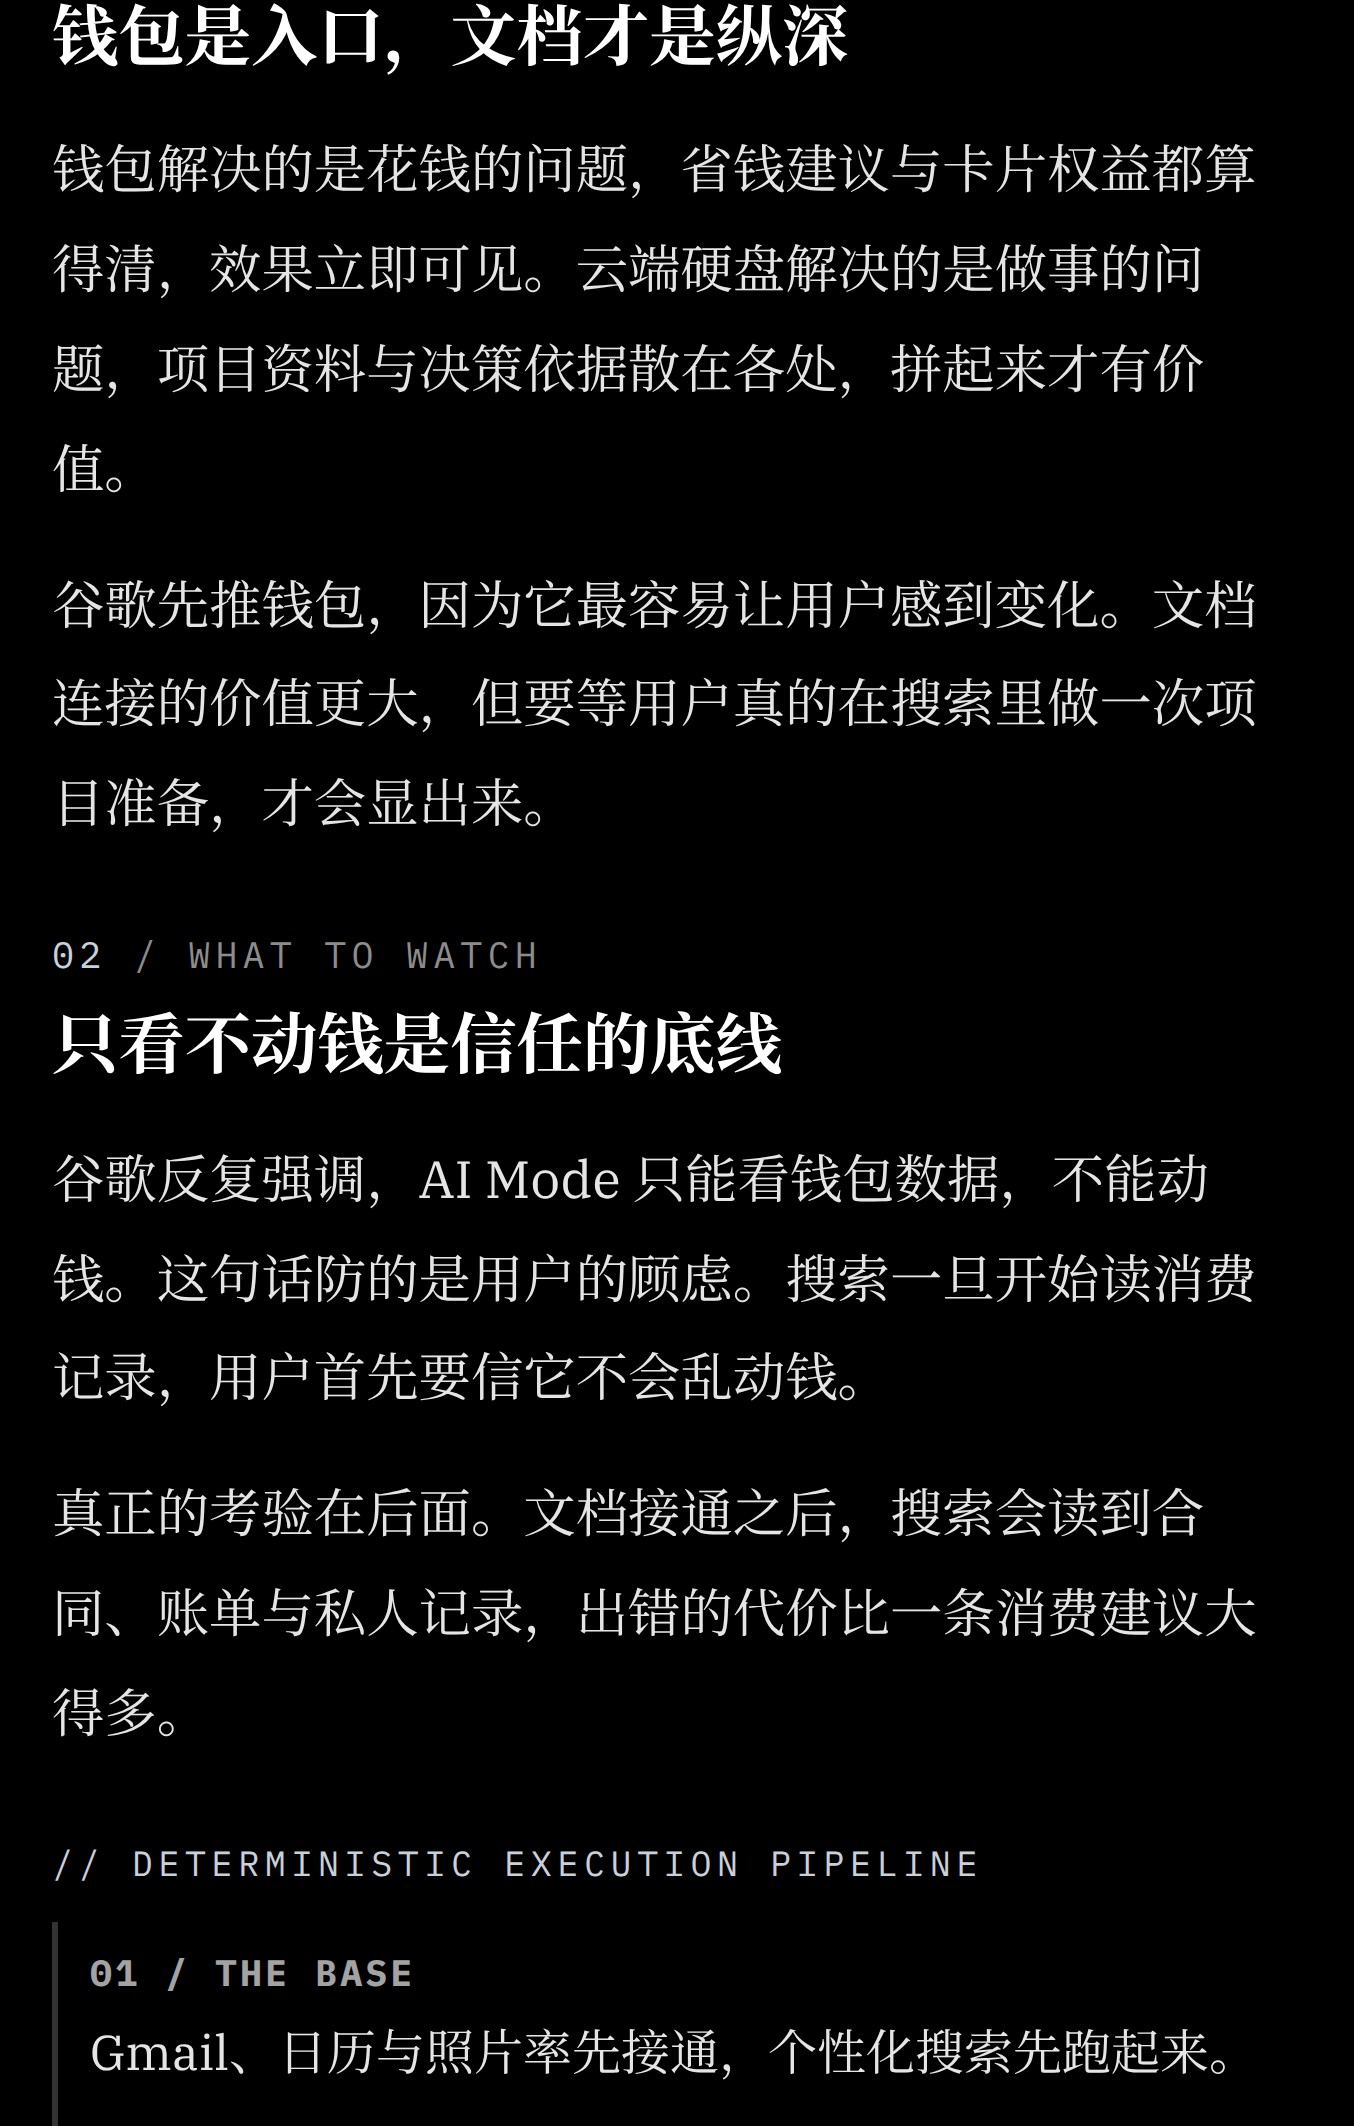 钱包是入口，文档才是纵深
钱包解决的是花钱的问题，省钱建议与卡片权益都算
得清，效果立即可见。云端硬盘解决的是做事的问
题，项目资料与决策依据散在各处，拼起来才有价
值。
谷歌先推钱包，因为它最容易让用户感到变化。文档
连接的价值更大，但要等用户真的在搜索里做一次项
目准备，才会显出来。
02 / WHAT TO WATCH
只看不动钱是信任的底线
谷歌反复强调，AI Mode 只能看钱包数据，不能动
钱。这句话防的是用户的顾虑。搜索一旦开始读消费
记录，用户首先要信它不会乱动钱。
真正的考验在后面。文档接通之后，搜索会读到合
同、账单与私人记录，出错的代价比一条消费建议大
得多。
// DETERMINISTIC EXECUTION PIPELINE
01 / THE BASE
Gmail、日历与照片率先接通，个性化搜索先跑起来。